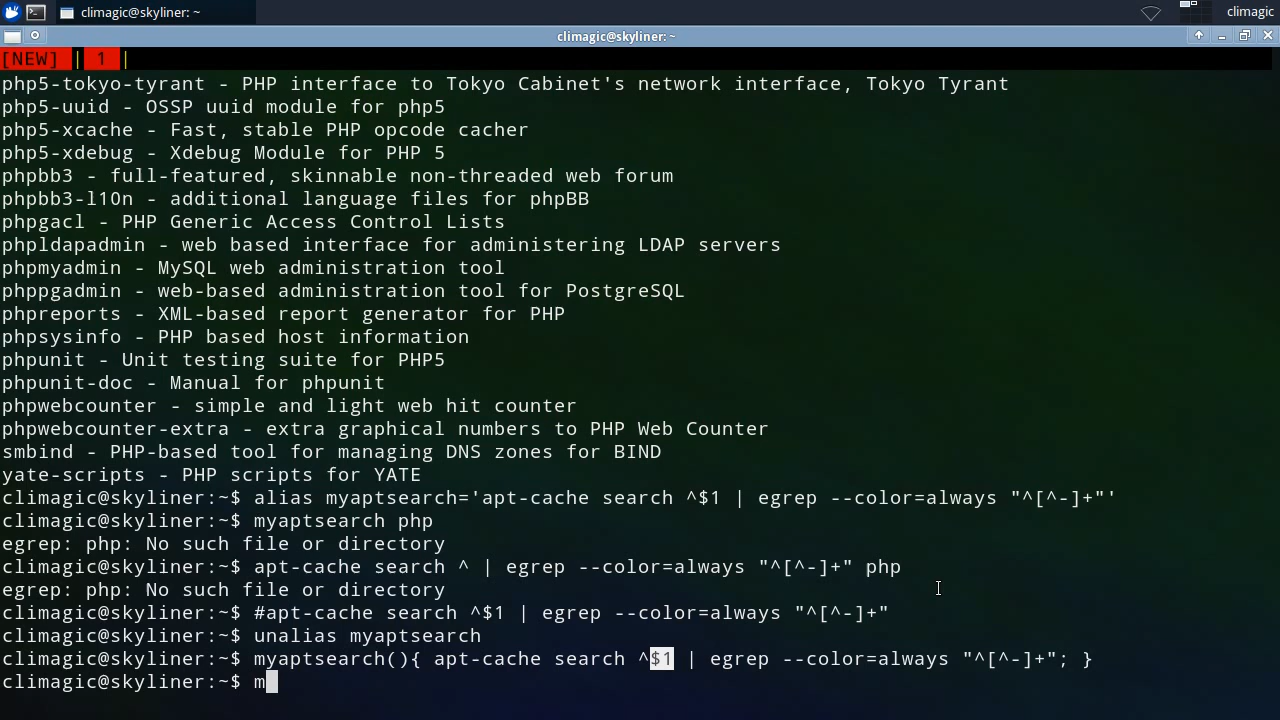 climagic@skyliner: ~
climagic
climagic@skyliner: ~
[NEW] | 1 |
php5-tokyo-tyrant - PHP interface to Tokyo Cabinet's network interface, Tokyo Tyrant
php5-uuid - OSSP uuid module for php5
php5-xcache - Fast, stable PHP opcode cacher
php5-xdebug - Xdebug Module for PHP 5
phpbb3 - full-featured, skinnable non-threaded web forum
phpbb3-l10n - additional language files for phpBB
phpgacl - PHP Generic Access Control Lists
phpldapadmin - web based interface for administering LDAP servers
phpmyadmin - MySQL web administration tool
phppgadmin - web-based administration tool for PostgreSQL
phpreports - XML-based report generator for PHP
phpsysinfo - PHP based host information
phpunit - Unit testing suite for PHP5
phpunit-doc - Manual for phpunit
phpwebcounter - simple and light web hit counter
phpwebcounter-extra - extra graphical numbers to PHP Web Counter
smbind - PHP-based tool for managing DNS zones for BIND
yate-scripts - PHP scripts for YATE
climagic@skyliner:~$ alias myaptsearch='apt-cache search ^$1 | egrep --color=always "^[^-]+"'
climagic@skyliner:~$ myaptsearch php
egrep: php: No such file or directory
climagic@skyliner:~$ apt-cache search ^ | egrep --color=always "^[^-]+" php
egrep: php: No such file or directory
climagic@skyliner:~$ #apt-cache search ^$1 | egrep --color=always "^[^-]+"
climagic@skyliner:~$ unalias myaptsearch
climagic@skyliner:~$ myaptsearch(){ apt-cache search ^$1 | egrep --color=always "^[^-]+"; }
climagic@skyliner:~$ m